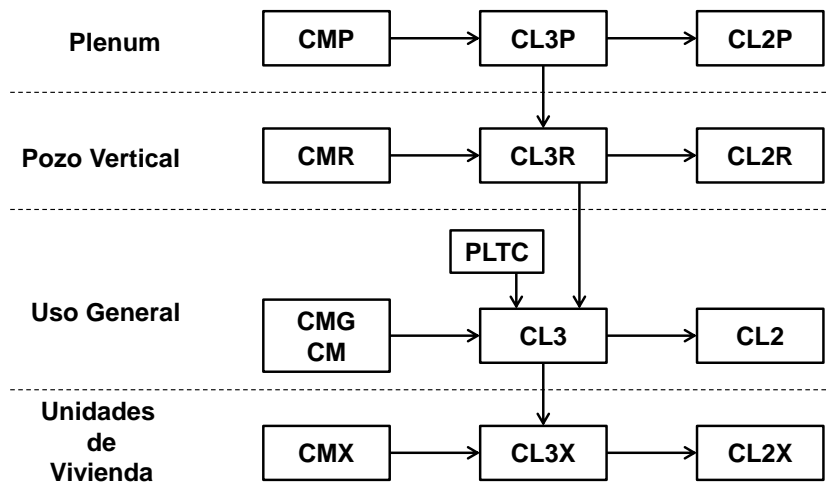 Plenum
CMP
CL3P
CL2P
Pozo Vertical
CMR
CL3R
CL2R
PLTC
Uso General
CMG
CM
CL3
CL2
Unidades
de
Vivienda
CMX
CL3X
CL2X